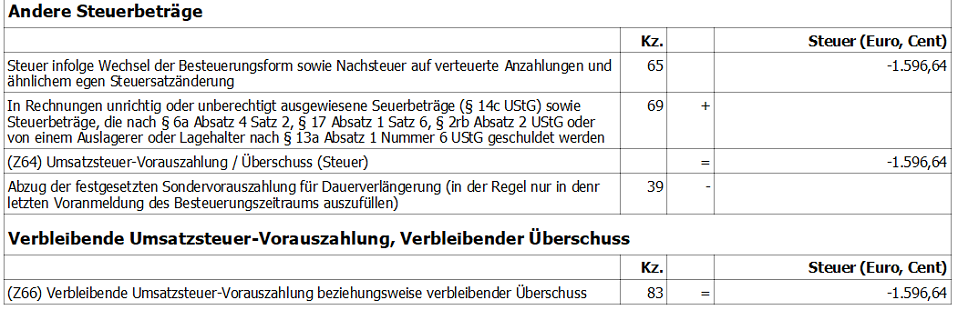 Andere Steuerbeträge
Kz. Steuer (Euro, Cent)
Steuer infolge Wechsel der Besteuerungsform sowie Nachsteuer auf verteuerte Anzahlungen und 65 -1.596,64
ähnlichem egen Steuersatzänderung
In Rechnungen unrichtig oder unberechtigt ausgewiesene Seuerbeträge (§ 14c UStG) sowie 69 +
Steuerbeträge, die nach § 6a Absatz 4 Satz 2, § 17 Absatz 1 Satz 6, § 2rb Absatz 2 UStG oder
von einem Auslagerer oder Lagehalter nach § 13a Absatz 1 Nummer 6 UStG geschuldet werden
(Z64) Umsatzsteuer-Vorauszahlung / Überschuss (Steuer) = -1.596,64
Abzug der festgesetzten Sondervorauszahlung für Dauerverlängerung (in der Regel nur in denr 39 -
letzten Voranmeldung des Besteuerungszeitraums auszufüllen)
Verbleibende Umsatzsteuer-Vorauszahlung, Verbleibender Überschuss
Kz. Steuer (Euro, Cent)
(Z66) Verbleibende Umsatzsteuer-Vorauszahlung beziehungsweise verbleibender Überschuss 83 = -1.596,64